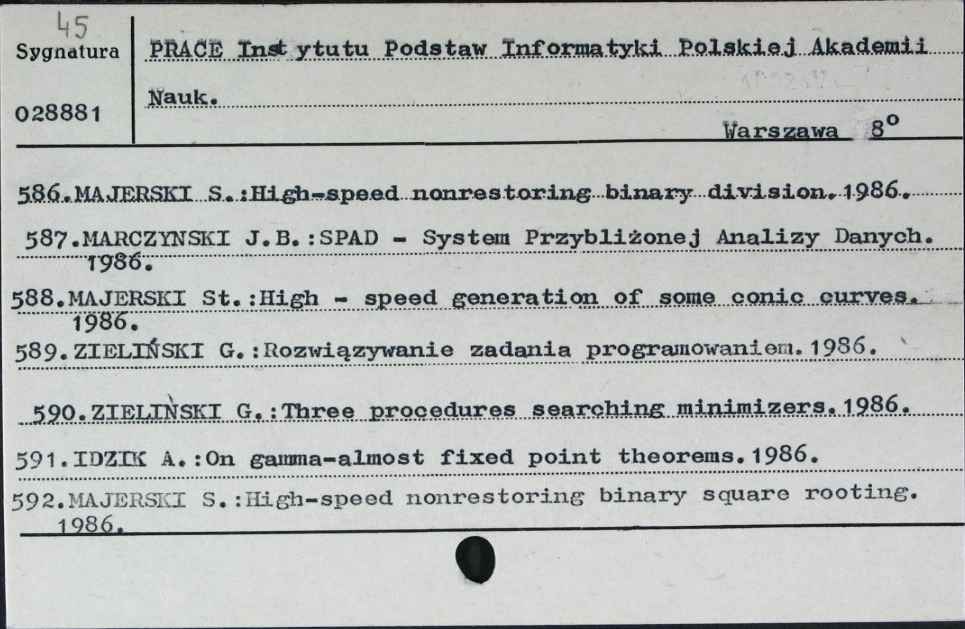 45
Sygnatura
PRACE Instytutu Podstaw Informatyki Polskiej Akademii
Nauk.
028881
Warszawa 8º
586.MAJERSKI S.:High-speed nonrestoring binary division.1986.
587.MARCZYNSKI J.B.:SPAD - System Przybliżonej Analizy Danych.
1986.
588.MAJERSKI St.:High - speed generation of some conic curves.
1986.
589.ZIELIŃSKI G.:Rozwiązywanie zadania programowaniem.1986.
590.ZIELIŃSKI G.:Three procedures searching minimizers.1986.
591.IDZIK A.:On gamma-almost fixed point theorems.1986.
592.MAJERSKI S.:High-speed nonrestoring binary square rooting.
1986.